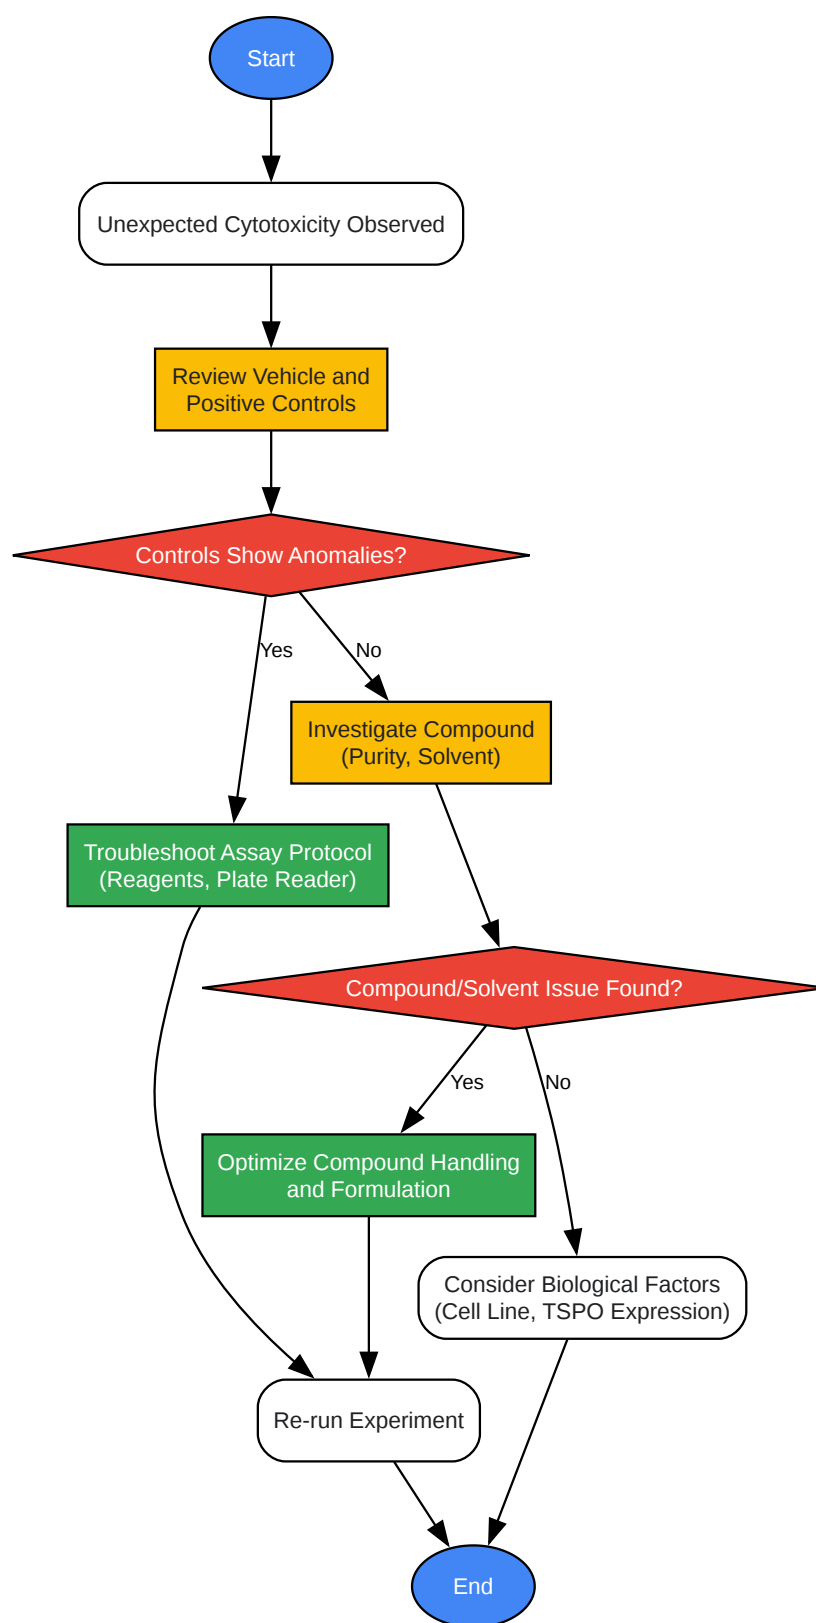 Start
Unexpected Cytotoxicity Observed
Review Vehicle and
Positive Controls
Controls Show Anomalies?
Yes
No
Investigate Compound
(Purity, Solvent)
Troubleshoot Assay Protocol
(Reagents, Plate Reader)
Compound/Solvent Issue Found?
Yes
No
Optimize Compound Handling
and Formulation
Consider Biological Factors
(Cell Line, TSPO Expression)
Re-run Experiment
End